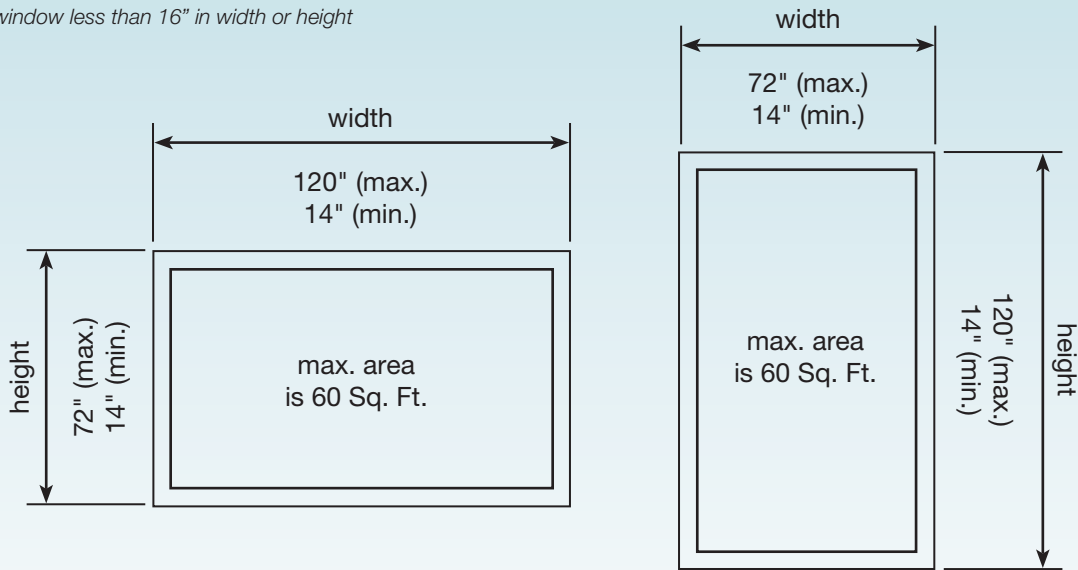 window less than 16” in width or height
width
120" (max.)
14" (min.)
height
72" (max.)
14" (min.)
max. area
is 60 Sq. Ft.
width
72" (max.)
14" (min.)
max. area
is 60 Sq. Ft.
120" (max.)
14" (min.)
height